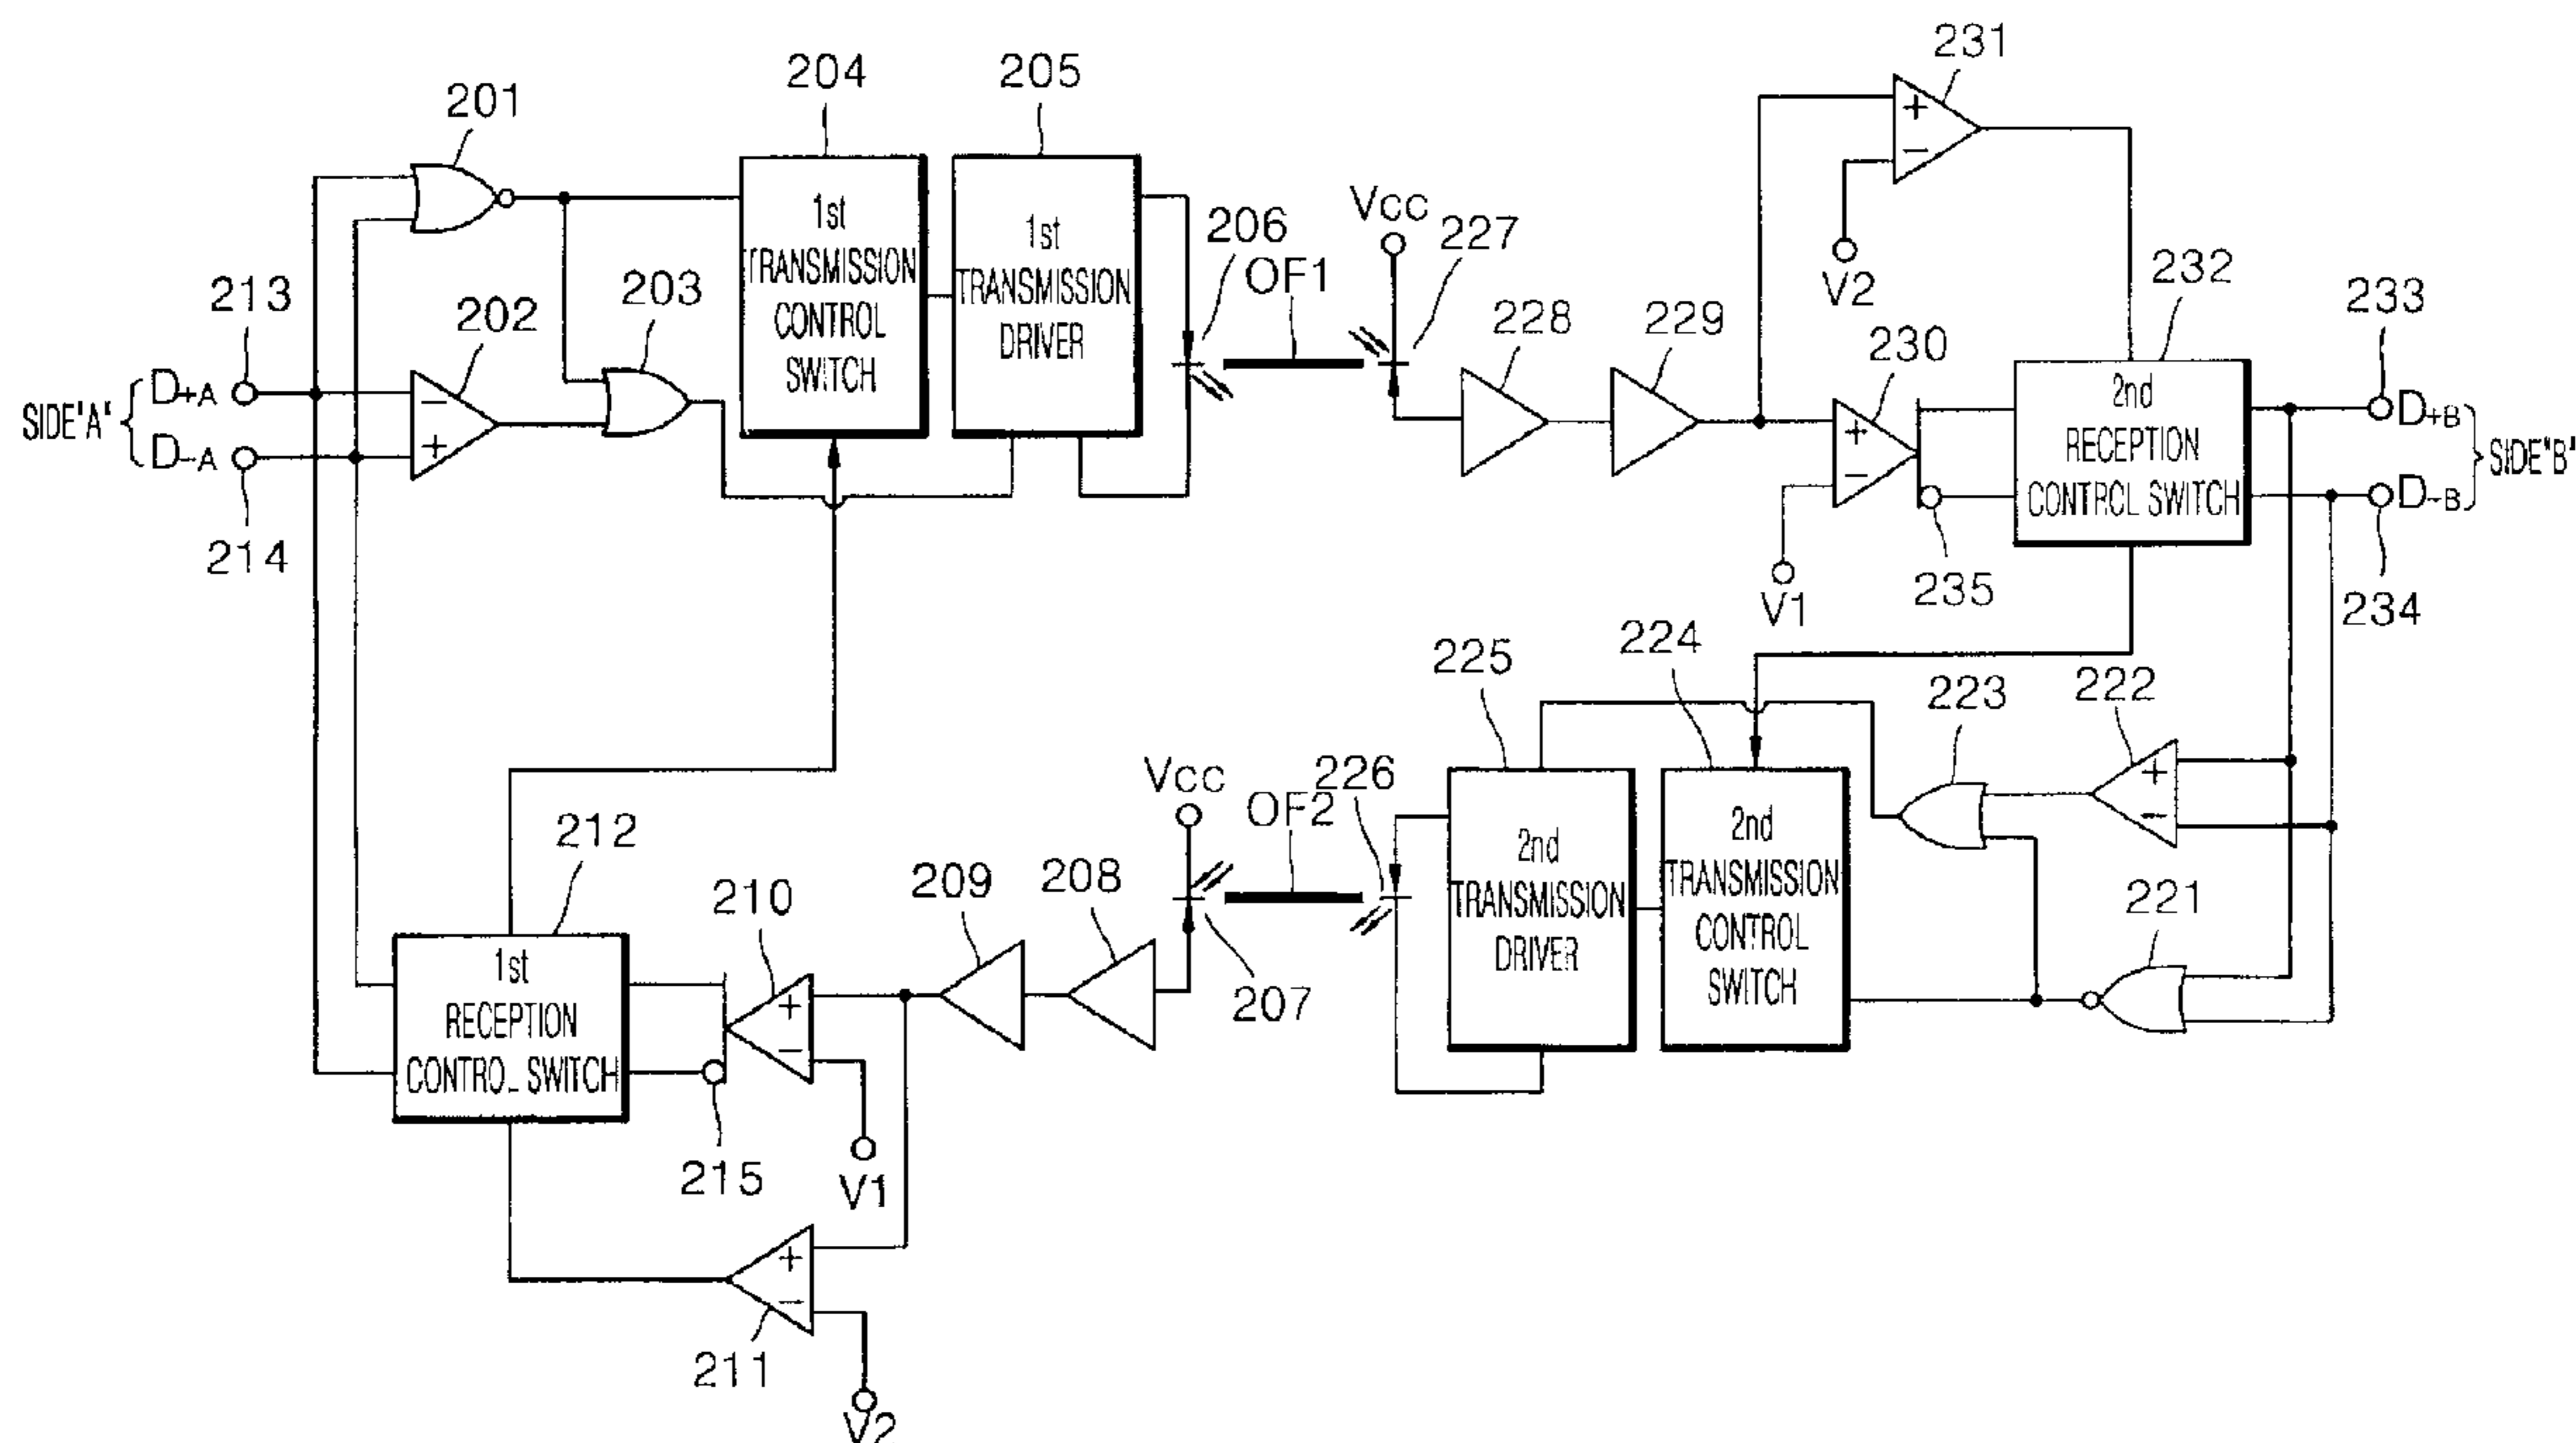 231
204
205
201
1st
TRANSMISSION
CONTROL
SWITCH
1st
TRANSMISSION
DRIVER
206
OF1
Vcc
227
V2
232
233
213
202
203
228
229
230
SIDE"A"
D+A
D-A
2nd
RECEPTION
CONTROL SWITCH
D+B
D-B
SIDE"B"
214
V1
235
234
225
224
223
222
212
Vcc
OF2
226
2nd
TRANSMISSION
DRIVER
2nd
TRANSMISSION
CONTROL
SWITCH
210
209
208
221
1st
RECEPTION
CONTROL SWITCH
207
215
V1
211
V2